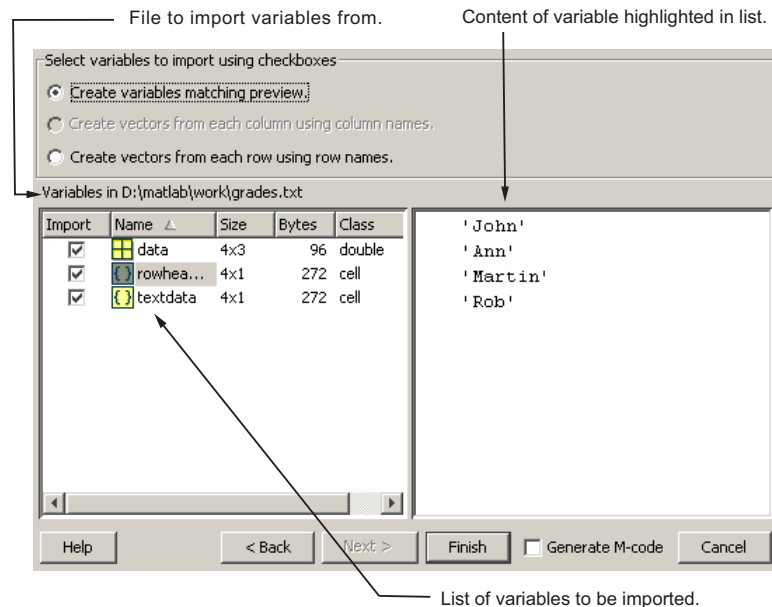 File to import variables from.
Content of variable highlighted in list.
Select variables to import using checkboxes
Create variables matching preview.
Create vectors from each column using column names.
Create vectors from each row using row names.
Variables in D:\matlab\work\grades.txt
Import Name Size Bytes Class
data 4x3 96 double
rowhea... 4x1 272 cell
textdata 4x1 272 cell
'John'
'Ann'
'Martin'
'Rob'
Help < Back Next > Finish Generate M-code Cancel
List of variables to be imported.